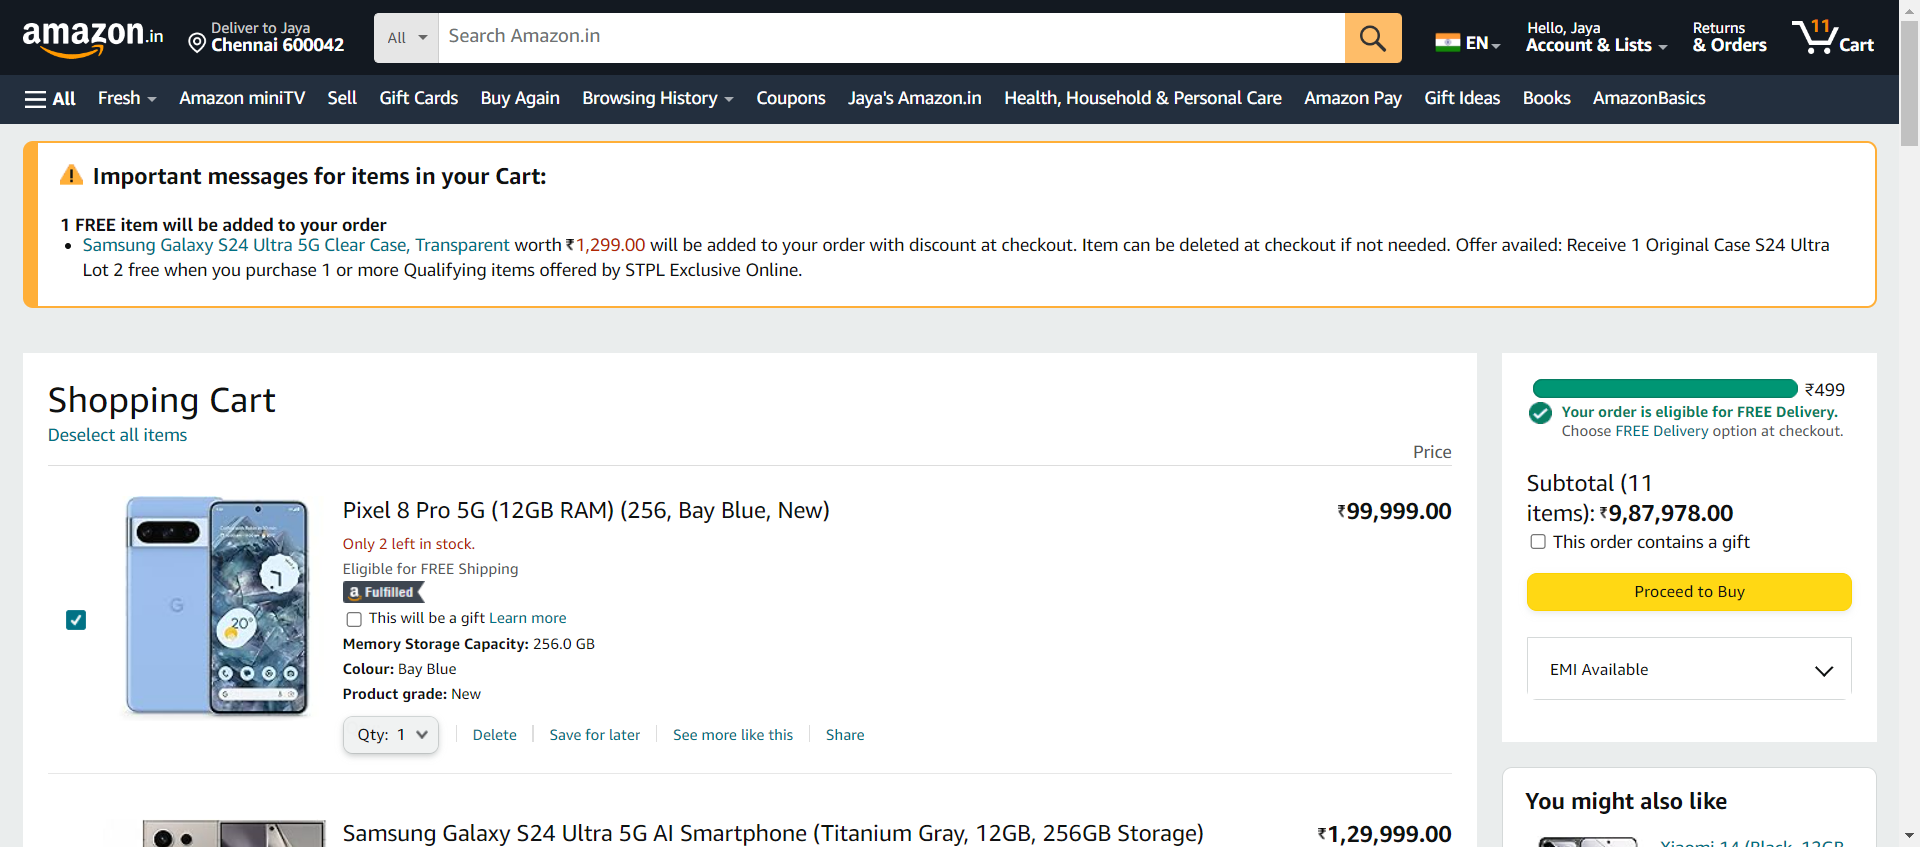 amazon.in
Deliver to Jaya
Chennai 600042
All
Search Amazon.in
EN
Hello, Jaya
Account & Lists
Returns
& Orders
11
Cart
All
Fresh
Amazon miniTV
Sell
Gift Cards
Buy Again
Browsing History
Coupons
Jaya's Amazon.in
Health, Household & Personal Care
Amazon Pay
Gift Ideas
Books
AmazonBasics
Important messages for items in your Cart:
1 FREE item will be added to your order
• Samsung Galaxy S24 Ultra 5G Clear Case, Transparent worth ₹1,299.00 will be added to your order with discount at checkout. Item can be deleted at checkout if not needed. Offer availed: Receive 1 Original Case S24 Ultra
Lot 2 free when you purchase 1 or more Qualifying items offered by STPL Exclusive Online.
Shopping Cart
Deselect all items
Price
Pixel 8 Pro 5G (12GB RAM) (256, Bay Blue, New)
₹99,999.00
Only 2 left in stock.
Eligible for FREE Shipping
a Fulfilled
This will be a gift Learn more
Memory Storage Capacity: 256.0 GB
Colour: Bay Blue
Product grade: New
Qty: 1
Delete
Save for later
See more like this
Share
20°
G
Samsung Galaxy S24 Ultra 5G AI Smartphone (Titanium Gray, 12GB, 256GB Storage)
₹1,29,999.00
₹499
Your order is eligible for FREE Delivery.
Choose FREE Delivery option at checkout.
Subtotal (11
items): ₹9,87,978.00
This order contains a gift
Proceed to Buy
EMI Available
You might also like
Xiaomi 14 (Black, 12GB